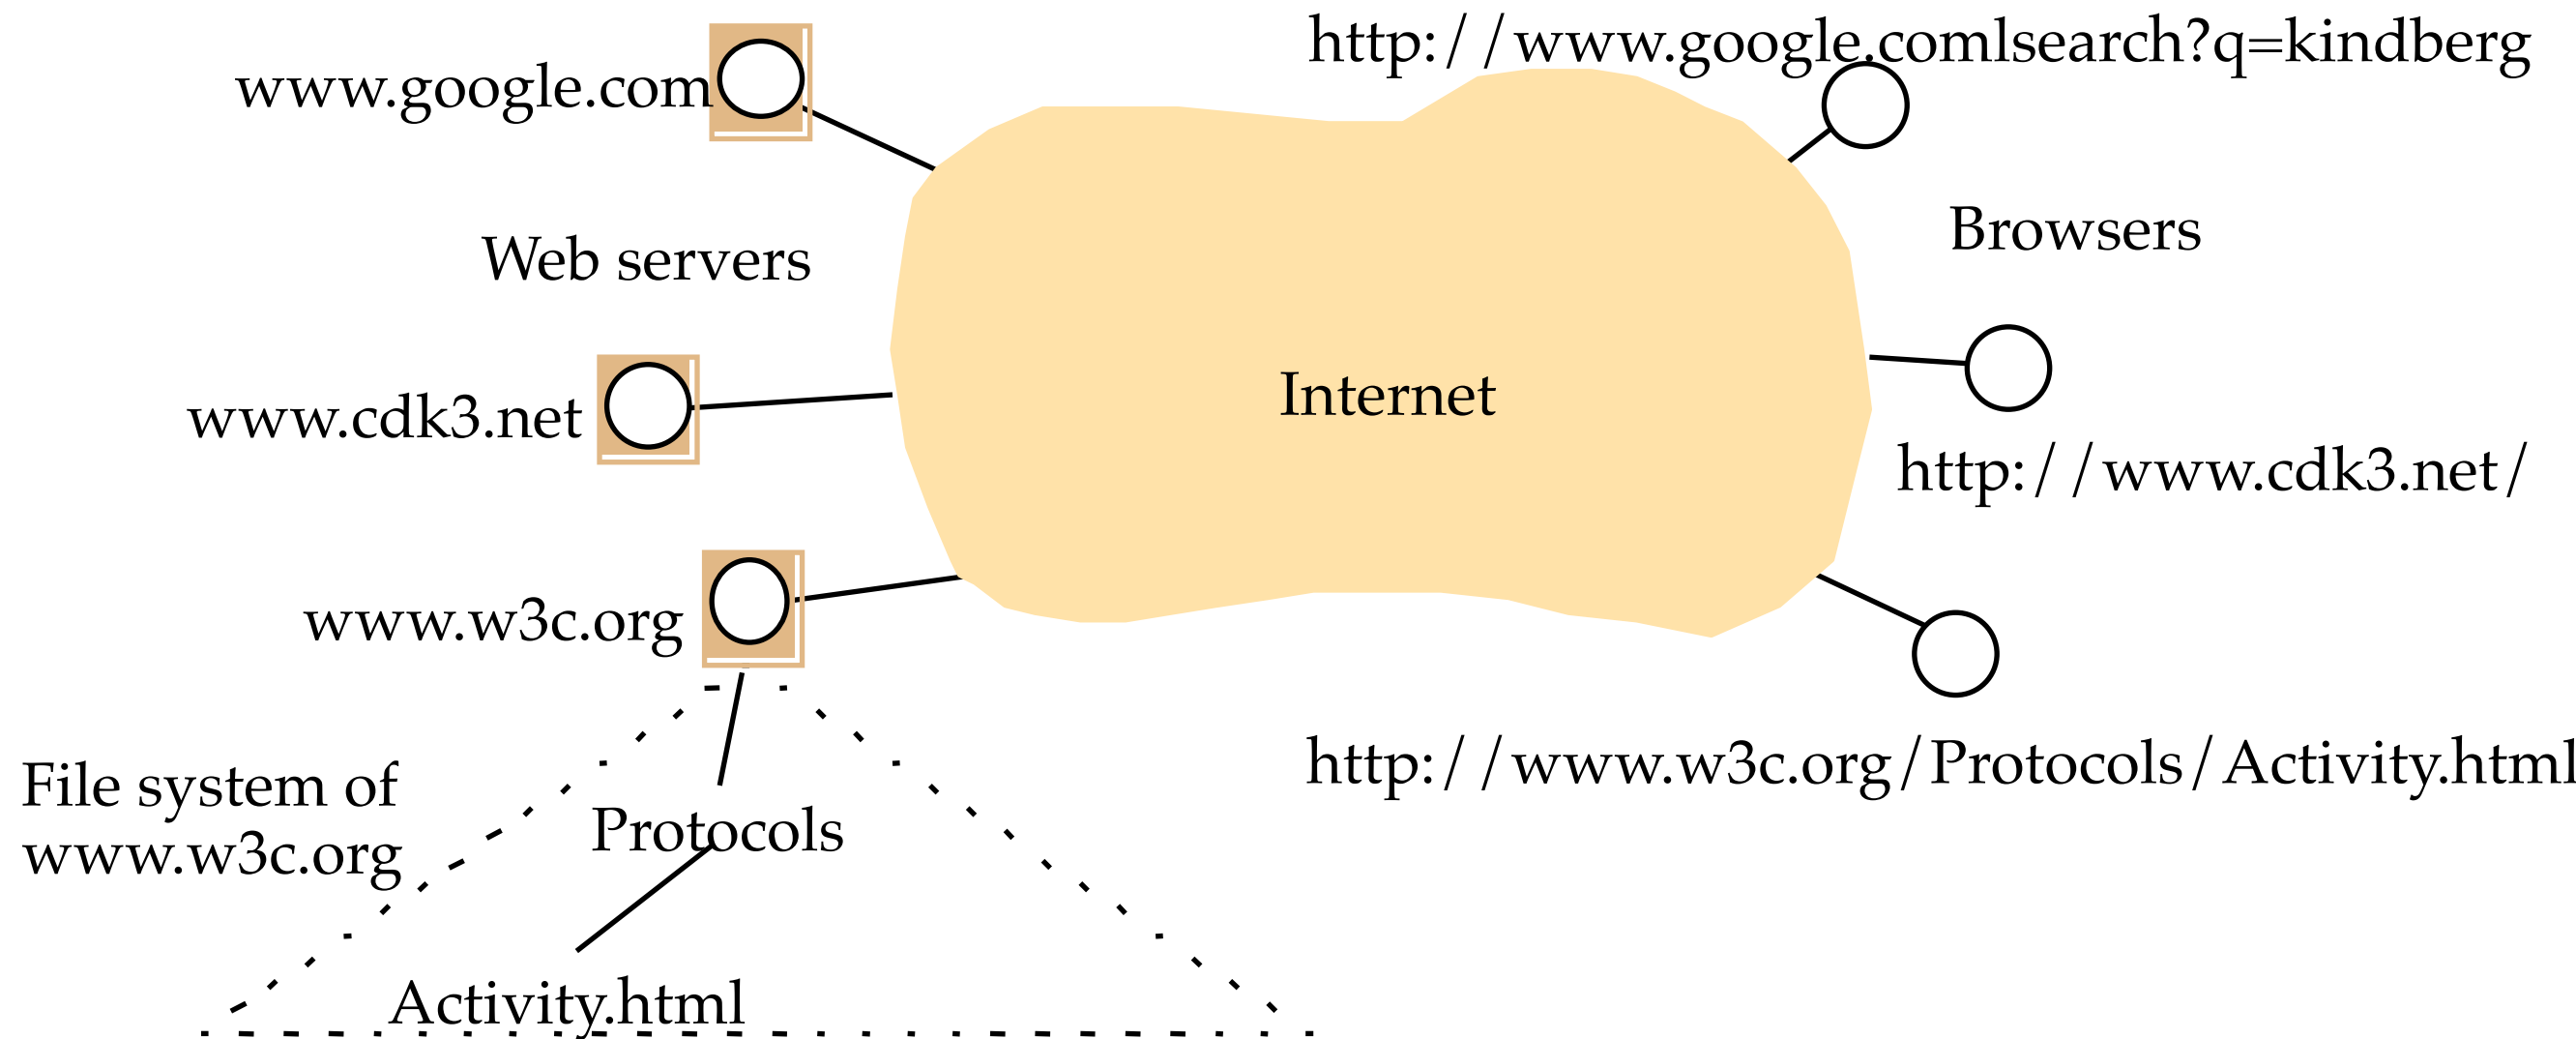 http://www.google.comlsearch?q=kindberg
www.google.com
Browsers
Web servers
Internet
www.cdk3.net
http://www.cdk3.net/
www.w3c.org
http://www.w3c.org/Protocols/Activity.html
File system of
www.w3c.org
Protocols
Activity.html